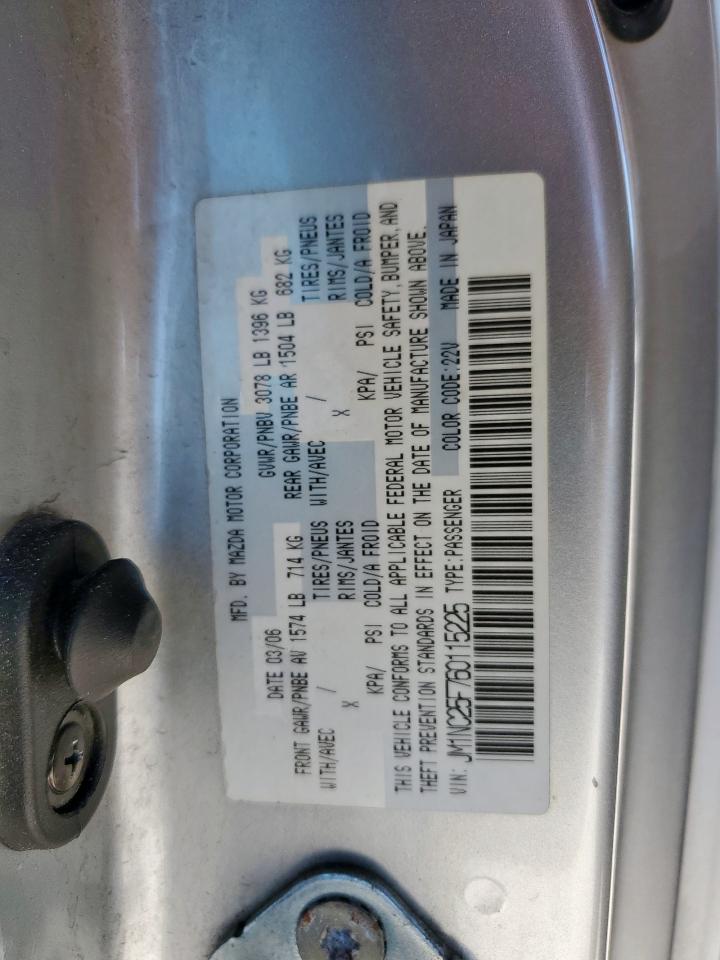 MFD. BY MAZDA MOTOR CORPORATION
DATE 03/06 GVWR/PNBV 3078 LB 1396 KG
FRONT GAWR/PNBE AV 1574 LB 714 KG REAR GAWR/PNBE AR 1504 LB 682 KG
WITH/AVEC / TIRES/PNEUS WITH/AVEC / TIRES/PNEUS
X RIMS/JANTES X RIMS/JANTES
KPA/ PSI COLD/A FROID KPA/ PSI COLD/A FROID
THIS VEHICLE CONFORMS TO ALL APPLICABLE FEDERAL MOTOR VEHICLE SAFETY, BUMPER, AND
THEFT PREVENTION STANDARDS IN EFFECT ON THE DATE OF MANUFACTURE SHOWN ABOVE.
VIN: JM1NC25F760115225 TYPE:PASSENGER COLOR CODE:22V MADE IN JAPAN